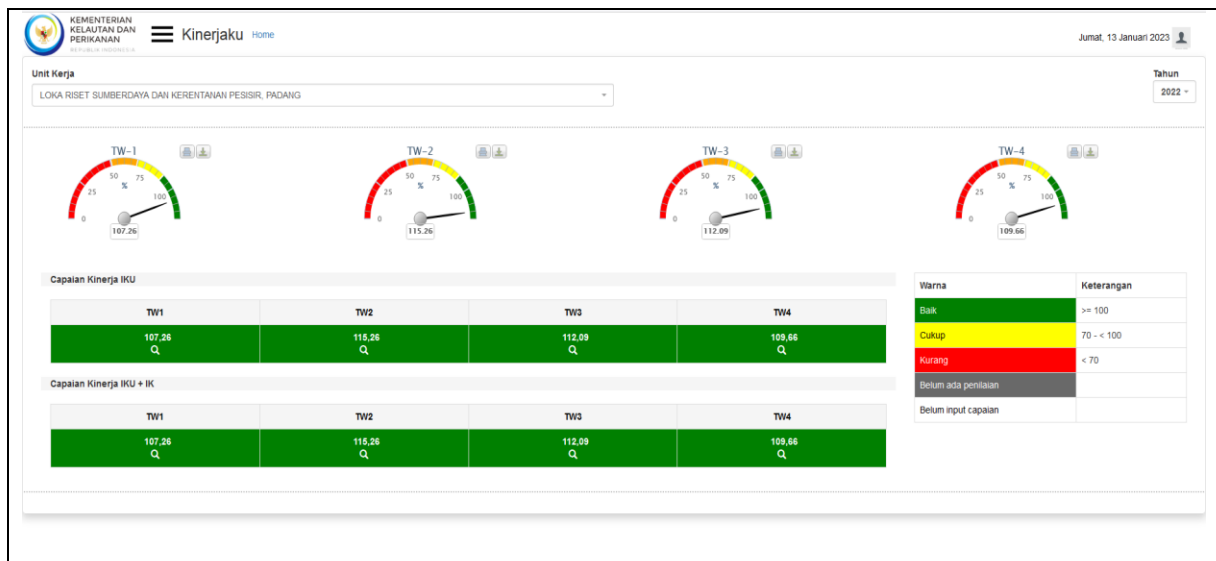 KEMENTERIAN
KELAUTAN DAN
PERIKANAN
REPUBLIK INDONESIA
Kinerjaku Home
Jumat, 13 Januari 2023
Unit Kerja
Tahun
LOKA RISET SUMBERDAYA DAN KERENTANAN PESISIR, PADANG
2022
TW-1 TW-2 TW-3 TW-4
0 25 50 75 100 %
107.26
0 25 50 75 100 %
115.26
0 25 50 75 100 %
112.09
0 25 50 75 100 %
109.66
Capaian Kinerja IKU
TW1 TW2 TW3 TW4
107,26 115,26 112,09 109,66
Capaian Kinerja IKU + IK
TW1 TW2 TW3 TW4
107,26 115,26 112,09 109,66
Warna Keterangan
Baik >= 100
Cukup 70 - < 100
Kurang < 70
Belum ada penilaian
Belum input capaian